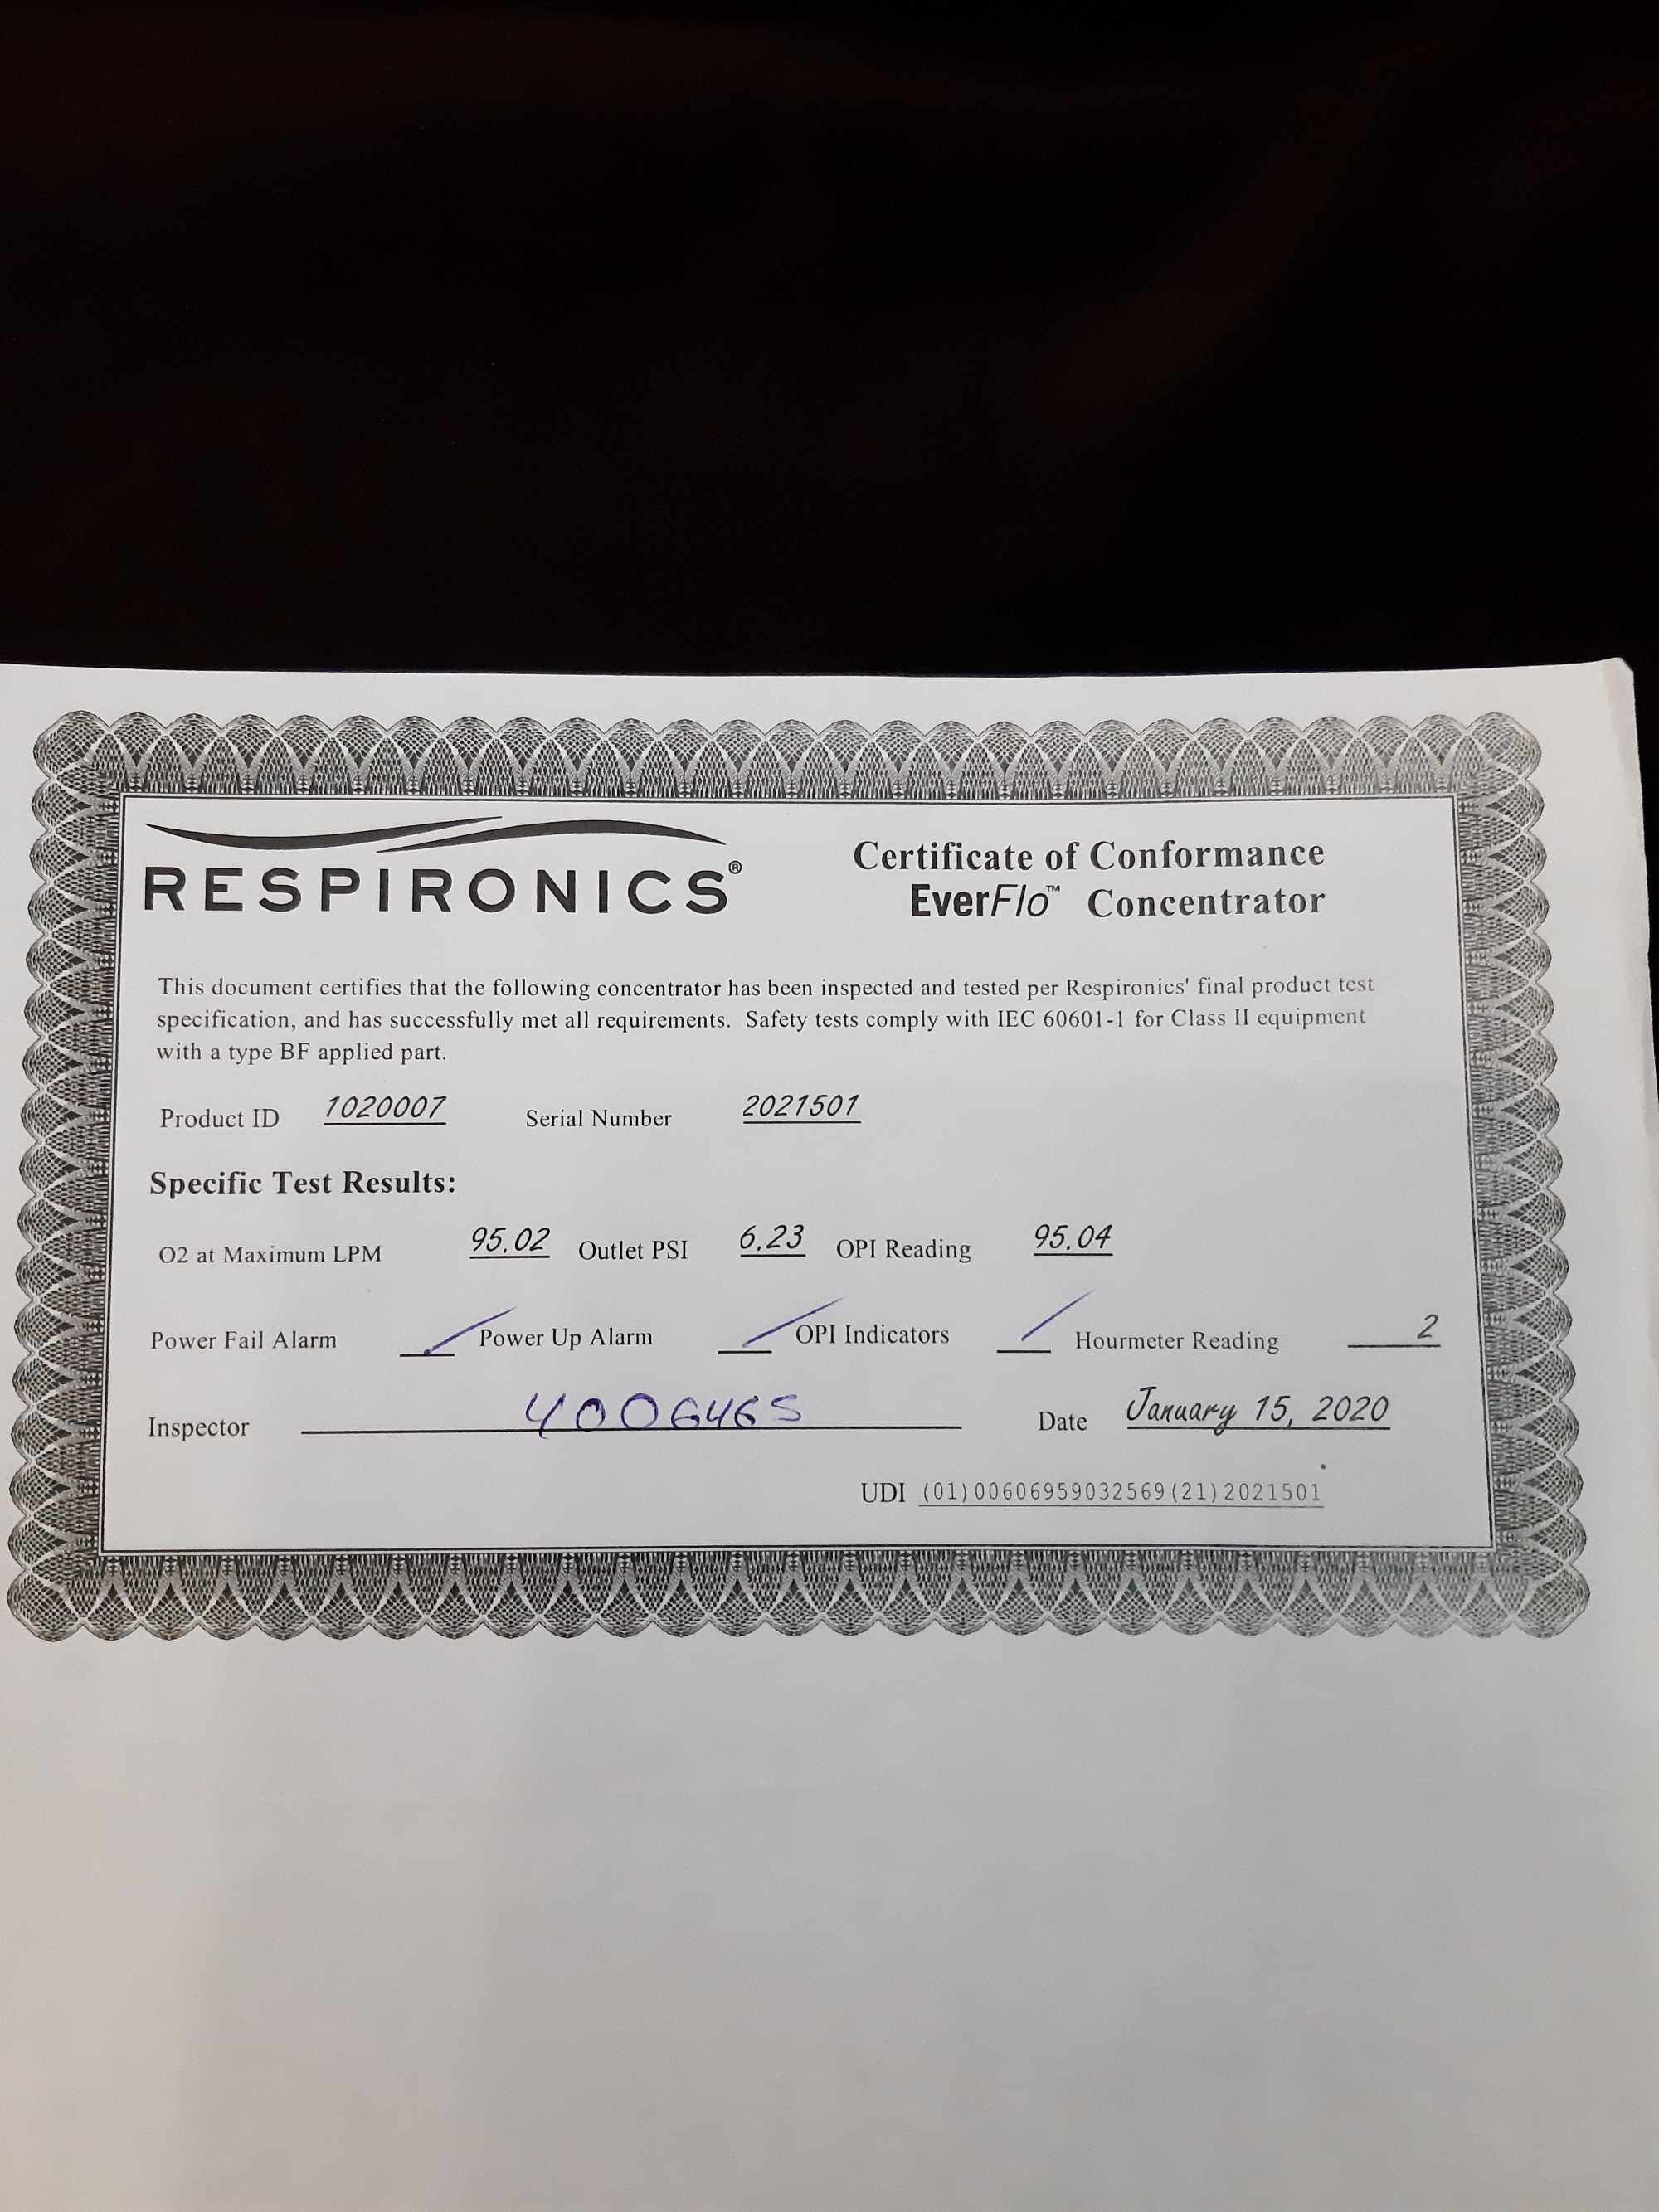 RESPIRONICS®
Certificate of Conformance
EverFlo™ Concentrator
This document certifies that the following concentrator has been inspected and tested per Respironics' final product test
specification, and has successfully met all requirements. Safety tests comply with IEC 60601-1 for Class II equipment
with a type BF applied part.
Product ID 1020007 Serial Number 2021501
Specific Test Results:
O2 at Maximum LPM 95.02 Outlet PSI 6.23 OPI Reading 95.04
Power Fail Alarm Power Up Alarm OPI Indicators Hourmeter Reading 2
Inspector 4006465 Date January 15, 2020
UDI (01)00606959032569(21)2021501